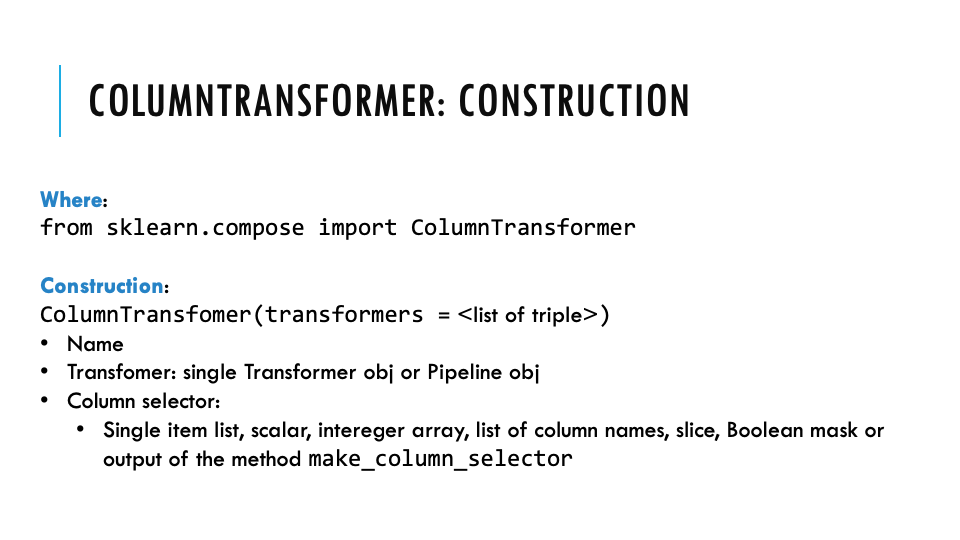 COLUMNTRANSFORMER: CONSTRUCTION
Where:
from sklearn.compose import ColumnTransformer
Construction:
ColumnTransfomer(transformers = <list of triple>)
• Name
• Transfomer: single Transformer obj or Pipeline obj
• Column selector:
• Single item list, scalar, intereger array, list of column names, slice, Boolean mask or
output of the method make_column_selector